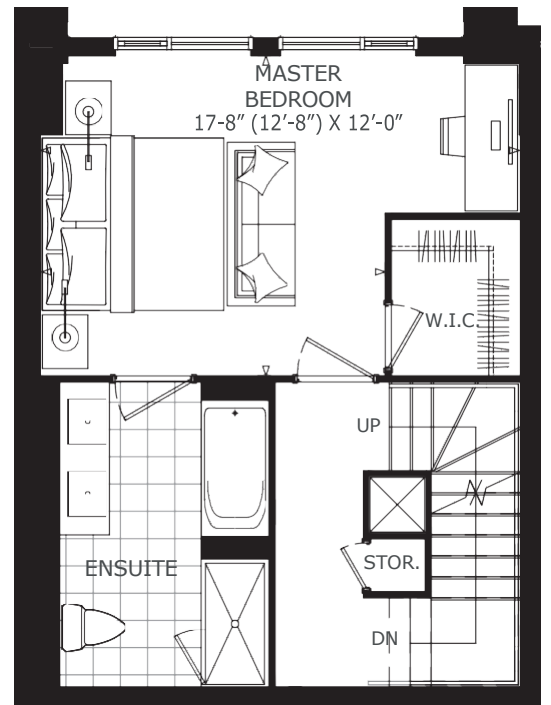 MASTER
BEDROOM
17-8” (12’-8”) X 12’-0”
W.I.C.
UP
STOR.
ENSUITE
DN